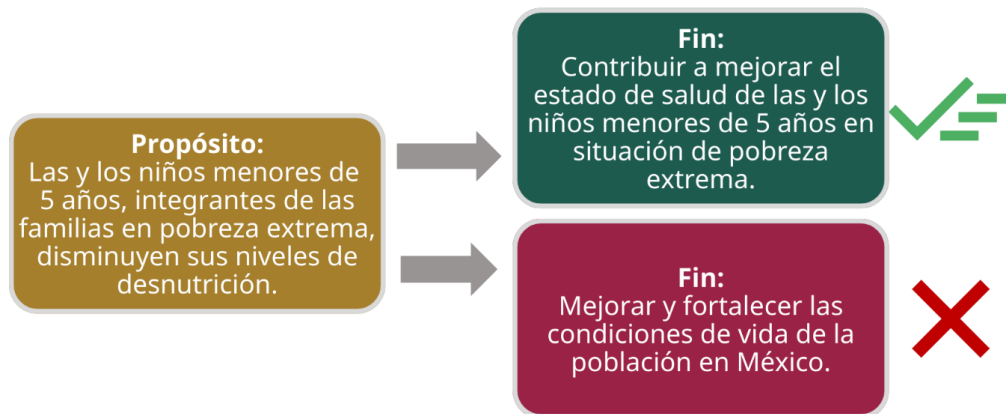 Propósito:
Las y los niños menores de
5 años, integrantes de las
familias en pobreza extrema,
disminuyen sus niveles de
desnutrición.
Fin:
Contribuir a mejorar el
estado de salud de las y los
niños menores de 5 años en
situación de pobreza
extrema.
Fin:
Mejorar y fortalecer las
condiciones de vida de la
población en México.